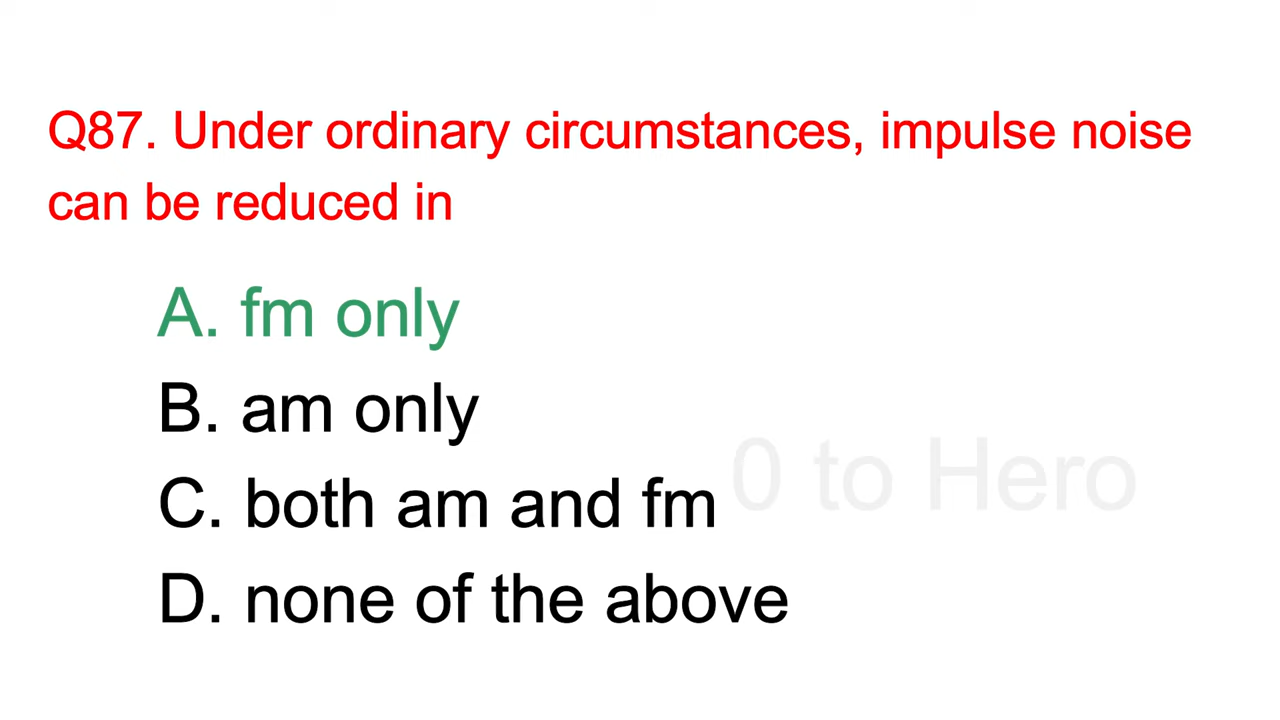 Q87. Under ordinary circumstances, impulse noise
can be reduced in
A. fm only
B. am only
C. both am and fm
0 to Hero
D. none of the above